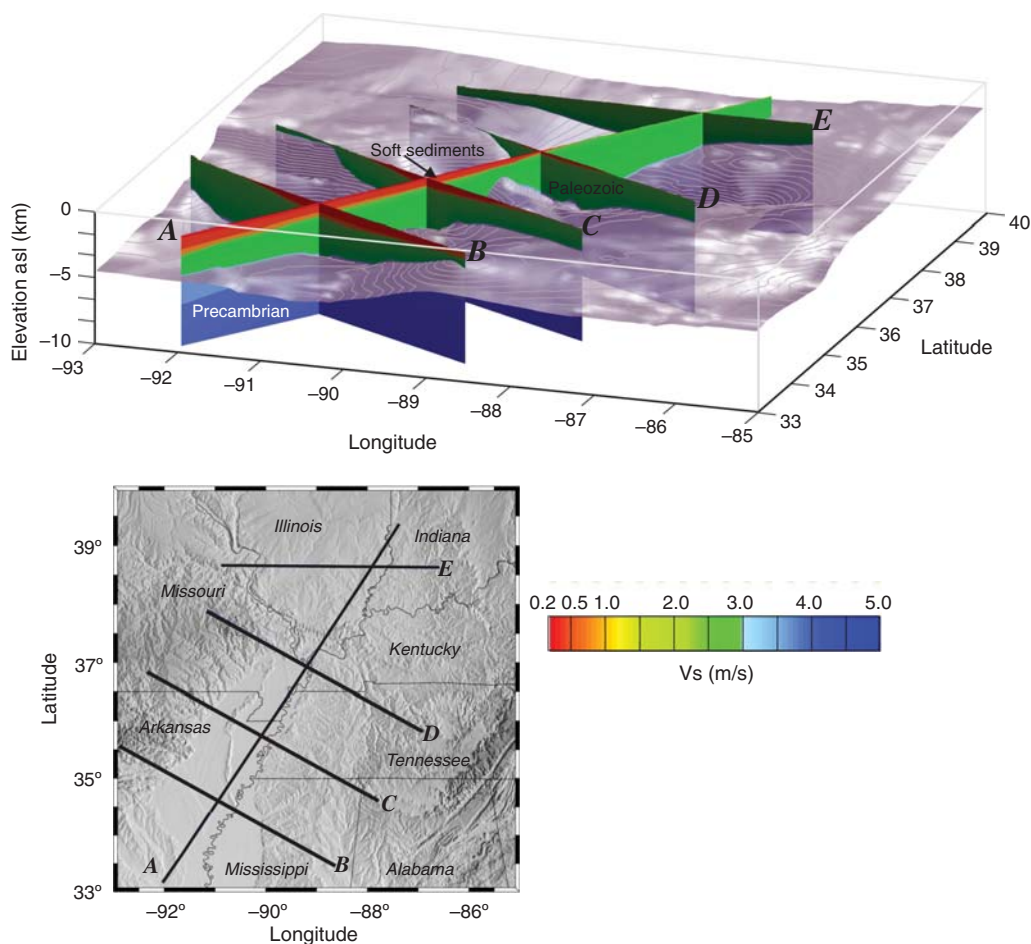 E
Soft sediments
Paleozoic
D
0
A
C
40
B
39
Elevation asl (km)
–5
38
37
Precambrian
36
Latitude
35
–10
34
–93
–92
33
–91
–90
–89
–88
–87
–86
–85
Longitude
Illinois
39°
Indiana
E
Missouri
0.2 0.5 1.0 2.0 3.0 4.0 5.0
Kentucky
37°
Vs (m/s)
Latitude
Arkansas
D
Tennessee
35°
C
A
B
Mississippi
Alabama
33°
–92 –90 –88 –86°
Longitude